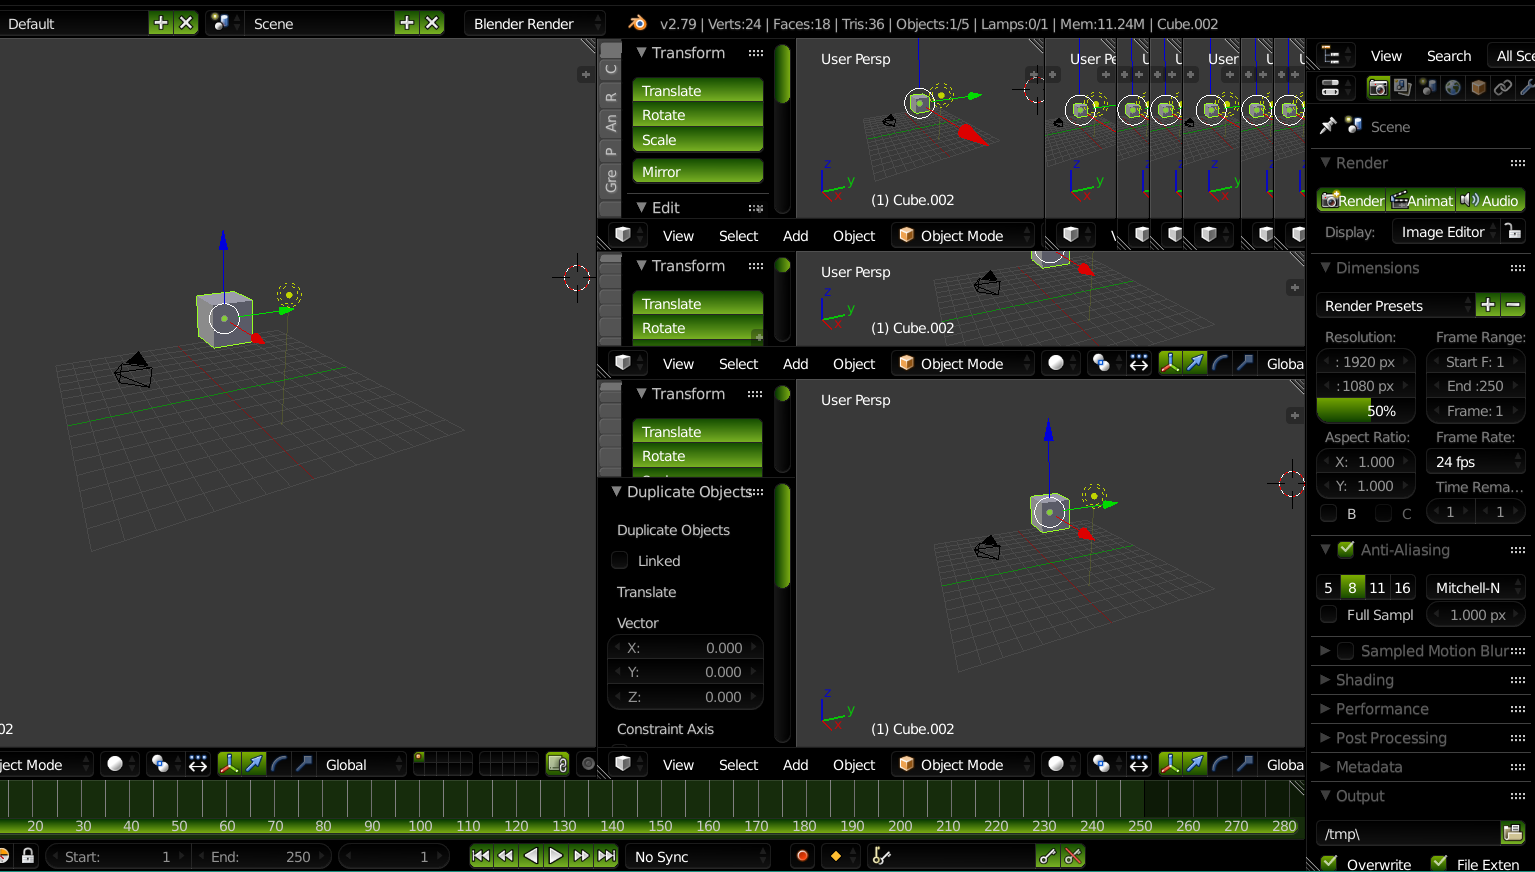 Default
Scene
Blender Render
v2.79 | Verts:24 | Faces:18 | Tris:36 | Objects:1/5 | Lamps:0/1 | Mem:11.24M | Cube.002
02
ject Mode
Global
C
R
An
P
Gre
Transform
Translate
Rotate
Scale
Mirror
Edit
User Persp
z
y
x
(1) Cube.002
User Pe
z
y
x
User
z
View
Select
Add
Object
Object Mode
Transform
Translate
Rotate
User Persp
z
y
x
(1) Cube.002
View
Select
Add
Object
Object Mode
Globa
Transform
Translate
Rotate
Duplicate Objects
Duplicate Objects
Linked
Translate
Vector
X: 0.000
Y: 0.000
Z: 0.000
Constraint Axis
User Persp
z
y
x
(1) Cube.002
View
Select
Add
Object
Object Mode
Globa
View
Search
All Sce
Scene
Render
Render
Animat
Audio
Display:
Image Editor
Dimensions
Render Presets
Resolution:
Frame Range:
: 1920 px
Start F: 1
: 1080 px
End :250
50%
Frame: 1
Aspect Ratio:
Frame Rate:
X: 1.000
24 fps
Y: 1.000
Time Rema...
B
C
1
1
Anti-Aliasing
5
8
11
16
Mitchell-N
Full Sampl
1.000 px
Sampled Motion Blur
Shading
Performance
Post Processing
Metadata
Output
/tmp\
Overwrite
File Exten
20 30 40 50 60 70 80 90 100 110 120 130 140 150 160 170 180 190 200 210 220 230 240 250 260 270 280
Start: 1
End: 250
1
No Sync